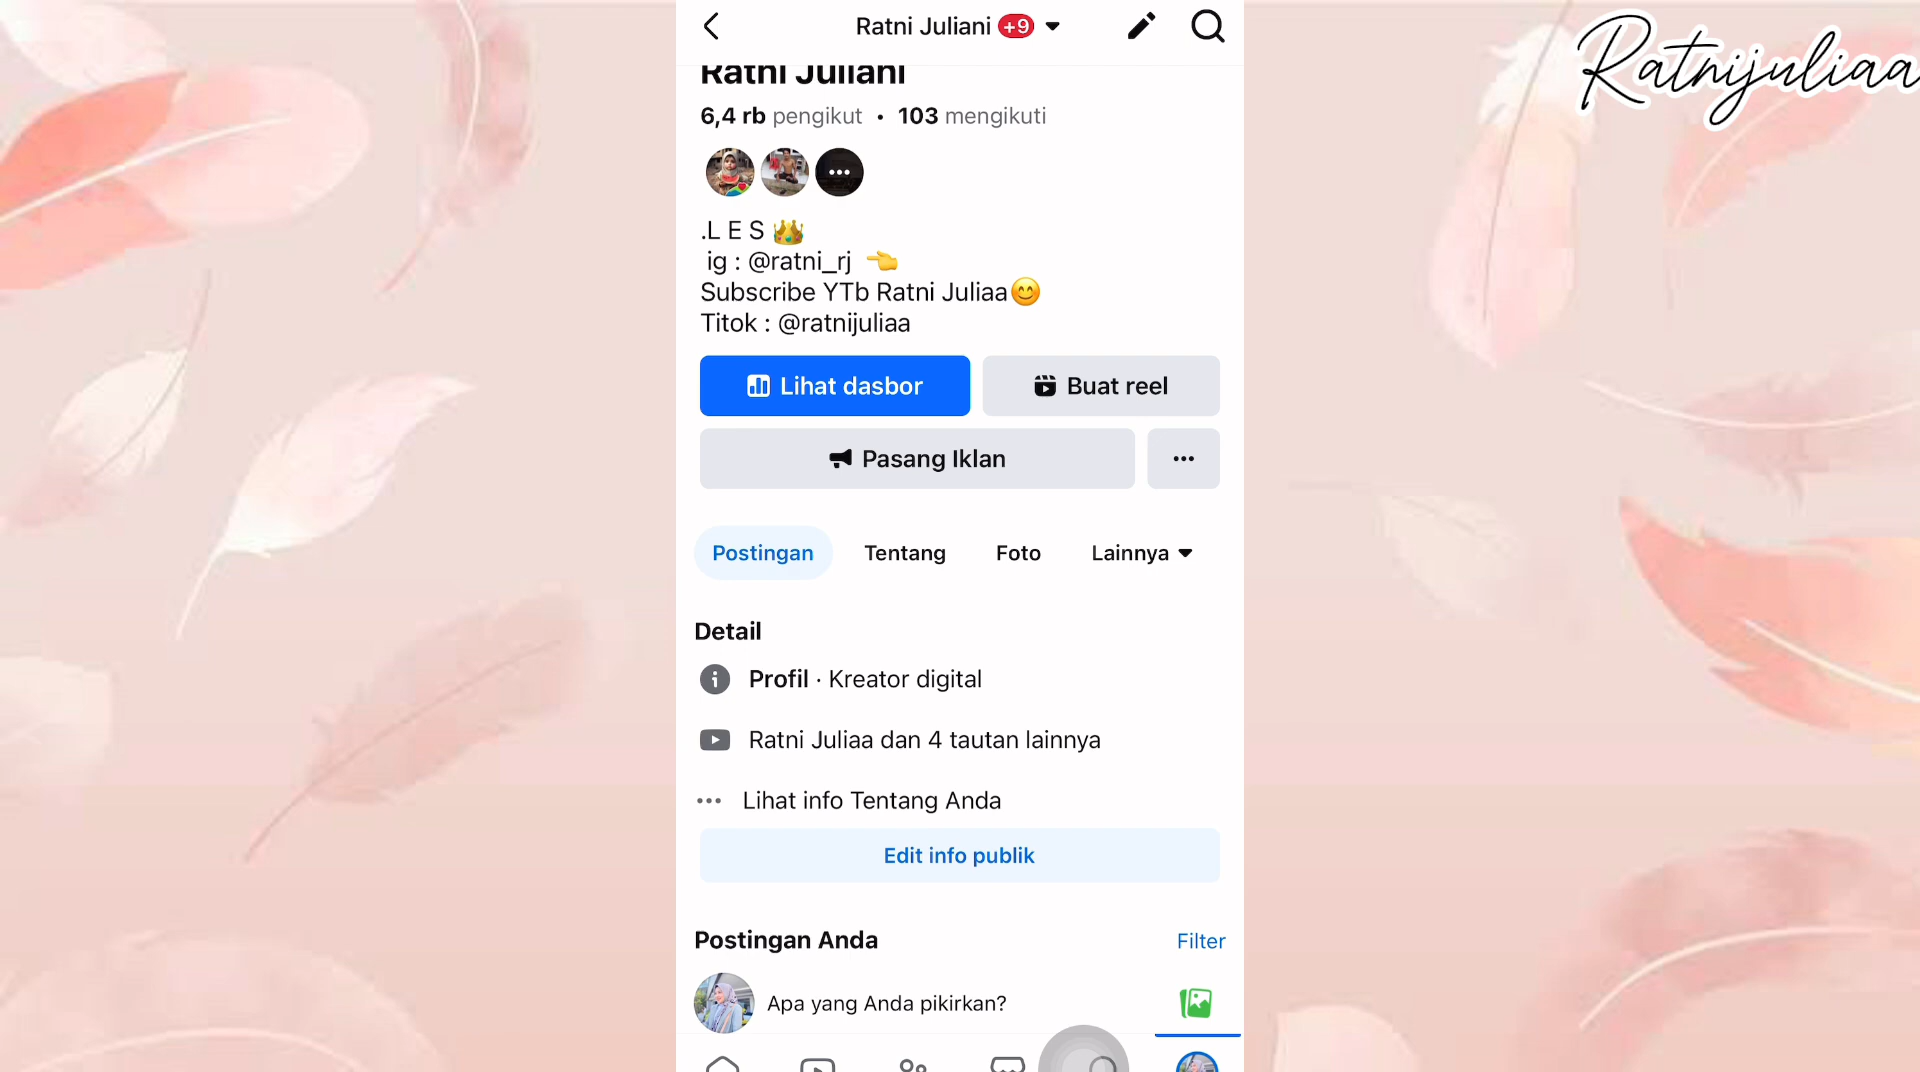 Ratnijuliaa
Ratni Juliani +9
Ratni Juliani
6,4 rb pengikut • 103 mengikuti
.L E S 👑
ig : @ratni_rj 👈
Subscribe YTb Ratni Juliaa😊
Titok : @ratnijuliaa
Lihat dasbor
Buat reel
Pasang Iklan
Postingan
Tentang
Foto
Lainnya
Detail
Profil · Kreator digital
Ratni Juliaa dan 4 tautan lainnya
Lihat info Tentang Anda
Edit info publik
Postingan Anda
Filter
Apa yang Anda pikirkan?